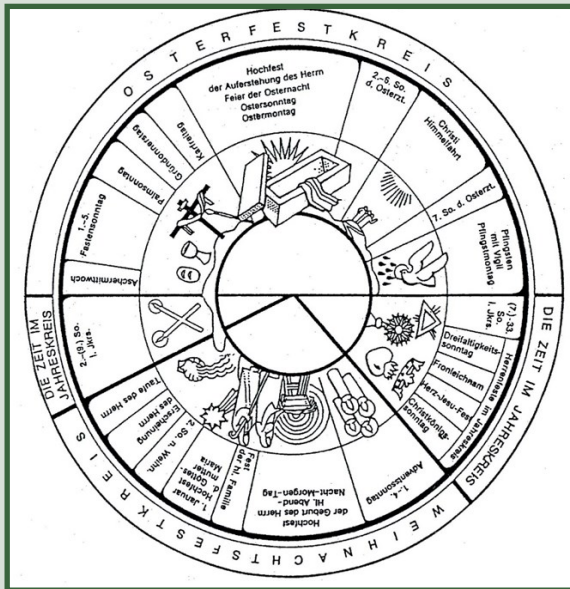 OSTERFESTKREIS
Hochfest
der Auferstehung des Herrn
Feier der Osternacht
Ostersonntag
Ostermontag
2.–6. So.
d. Osterzt.
Christi
Himmelfahrt
7. So. d. Osterzt.
Pfingsten
mit Vigil
Pfingstmontag
DIE ZEIT IM JAHRESKREIS
(7.)–33.
So.
i. Jkrs.
Herrenfeste im Jahreskreis
Dreifaltigkeits-
sonntag
Fronleichnam
Herz-Jesu-Fest
Christkönigs-
sonntag
WEIHNACHTSFESTKREIS
1.–4.
Adventssonntag
Hochfest
der Geburt des Herrn
Hl. Abend-
Nacht–Morgen–Tag
Fest
der hl. Familie
1. Januar
Hochfest
d. Gottes-
mutter
Maria
2. So. n. Weihn.
Erscheinung
des Herrn
Taufe des Herrn
DIE ZEIT IM
JAHRESKREIS
2.–(9.) So.
i. Jkrs.
Aschermittwoch
1.–5.
Fastensonntag
Palmsonntag
Gründonnerstag
Karfreitag